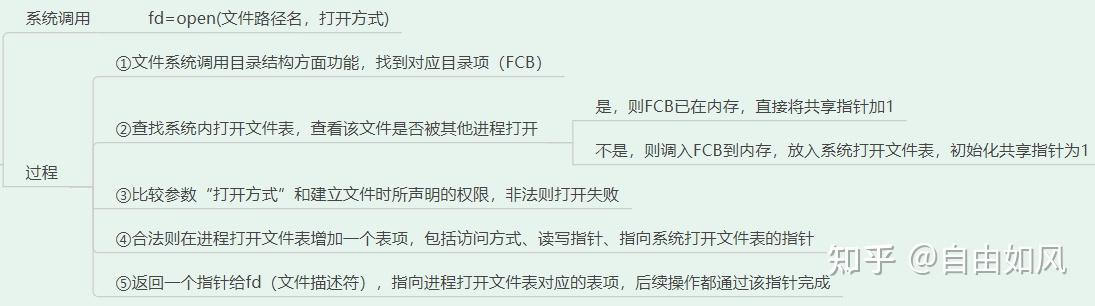 系统调用
fd=open(文件路径名，打开方式)
过程
①文件系统调用目录结构方面功能，找到对应目录项（FCB）
②查找系统内打开文件表，查看该文件是否被其他进程打开
是，则FCB已在内存，直接将共享指针加1
不是，则调入FCB到内存，放入系统打开文件表，初始化共享指针为1
③比较参数“打开方式”和建立文件时所声明的权限，非法则打开失败
④合法则在进程打开文件表增加一个表项，包括访问方式、读写指针、指向系统打开文件表的指针
⑤返回一个指针给fd（文件描述符），指向进程打开文件表对应的表项，后续操作都通过该指针完成
知乎 @自由如风